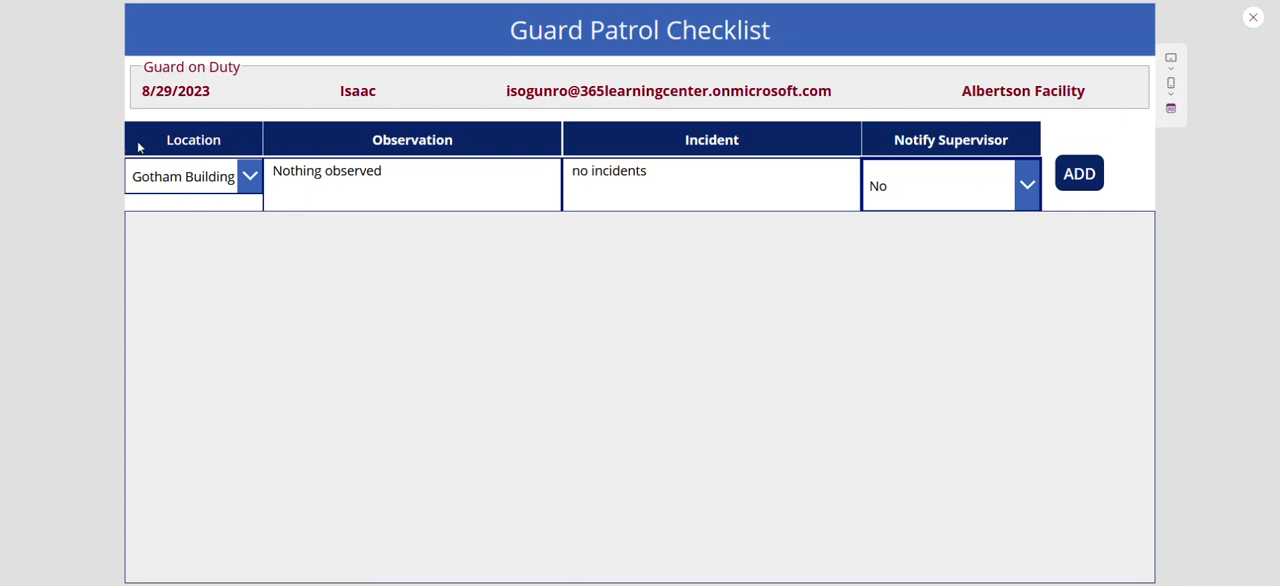 Guard Patrol Checklist
Guard on Duty
8/29/2023 Isaac isogunro@365learningcenter.onmicrosoft.com Albertson Facility
Location Observation Incident Notify Supervisor
Gotham Building Nothing observed no incidents No ADD